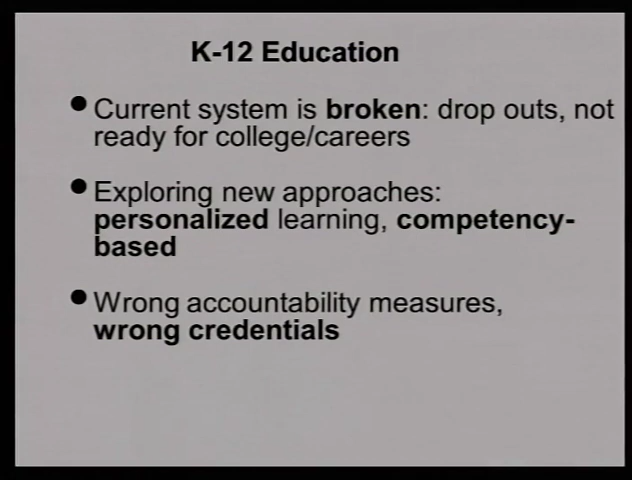 K-12 Education
Current system is broken: drop outs, not
ready for college/careers
Exploring new approaches:
personalized learning, competency-
based
Wrong accountability measures,
wrong credentials